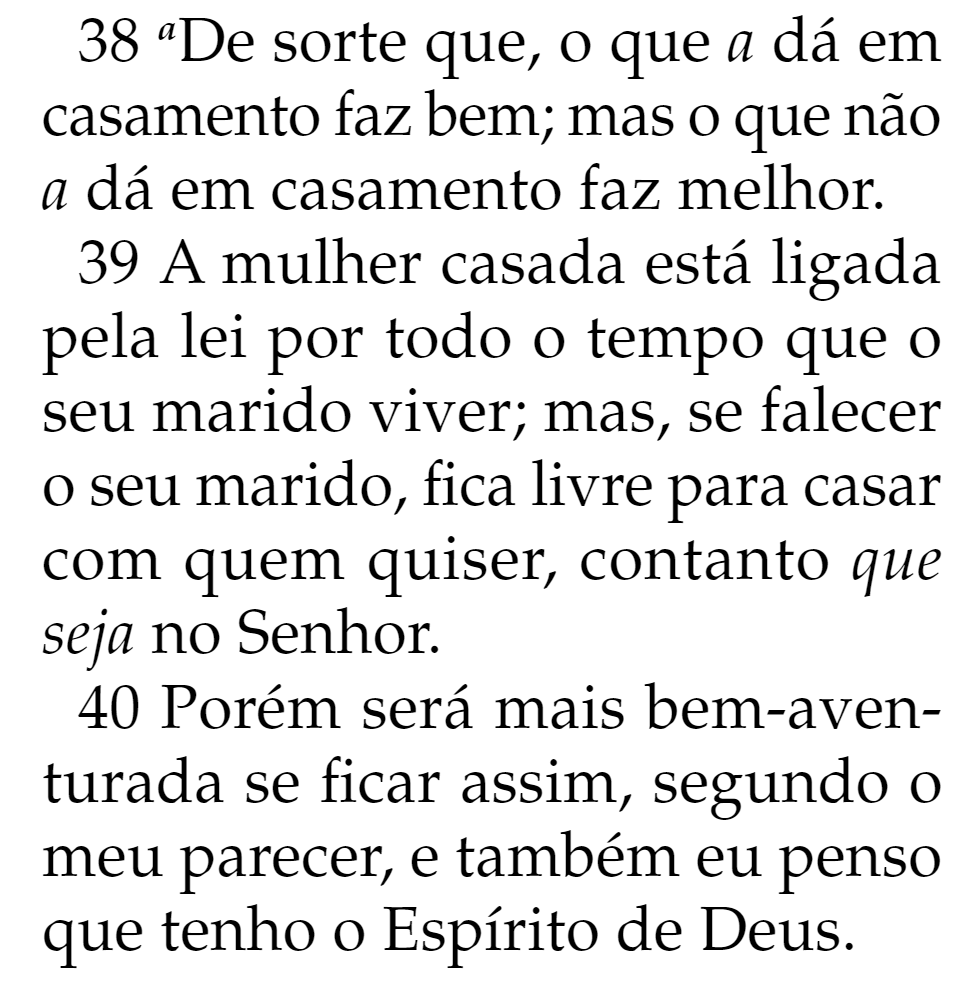 38 ᵃDe sorte que, o que a dá em
casamento faz bem; mas o que não
a dá em casamento faz melhor.
39 A mulher casada está ligada
pela lei por todo o tempo que o
seu marido viver; mas, se falecer
o seu marido, fica livre para casar
com quem quiser, contanto que
seja no Senhor.
40 Porém será mais bem-aven-
turada se ficar assim, segundo o
meu parecer, e também eu penso
que tenho o Espírito de Deus.